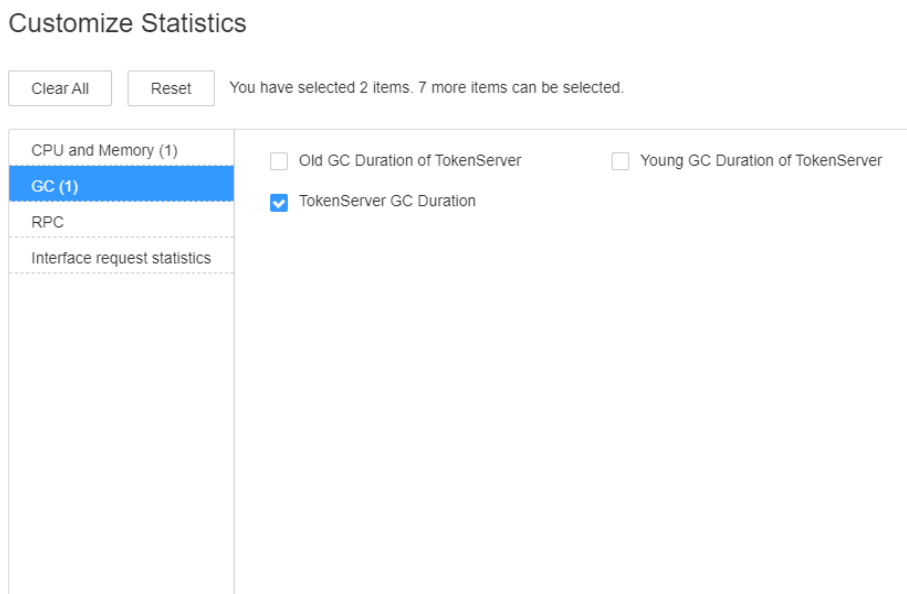 Customize Statistics
Clear All Reset You have selected 2 items. 7 more items can be selected.
CPU and Memory (1)
GC (1)
RPC
Interface request statistics
Old GC Duration of TokenServer Young GC Duration of TokenServer
TokenServer GC Duration